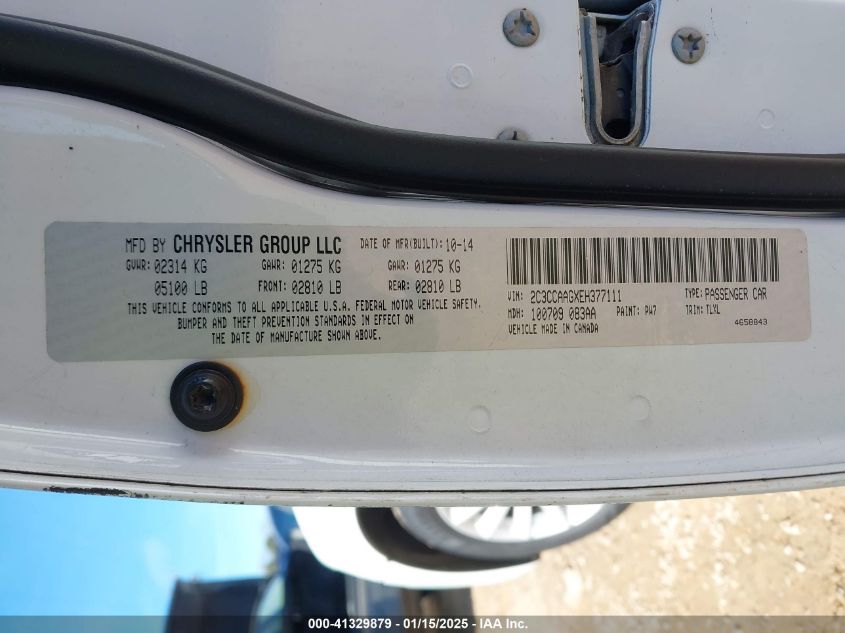 MFD BY CHRYSLER GROUP LLC DATE OF MFR(BUILT): 10-14
GVWR: 02314 KG GAWR: 01275 KG GAWR: 01275 KG
05100 LB FRONT: 02810 LB REAR: 02810 LB
THIS VEHICLE CONFORMS TO ALL APPLICABLE U.S.A. FEDERAL MOTOR VEHICLE SAFETY,
BUMPER AND THEFT PREVENTION STANDARDS IN EFFECT ON
THE DATE OF MANUFACTURE SHOWN ABOVE.
VIN: 2C3CCAAGXEH377111 TYPE: PASSENGER CAR
MDH: 100709 083AA PAINT: PW7 TRIM: TLXL
VEHICLE MADE IN CANADA 4658843
000-41329879 - 01/15/2025 - IAA Inc.